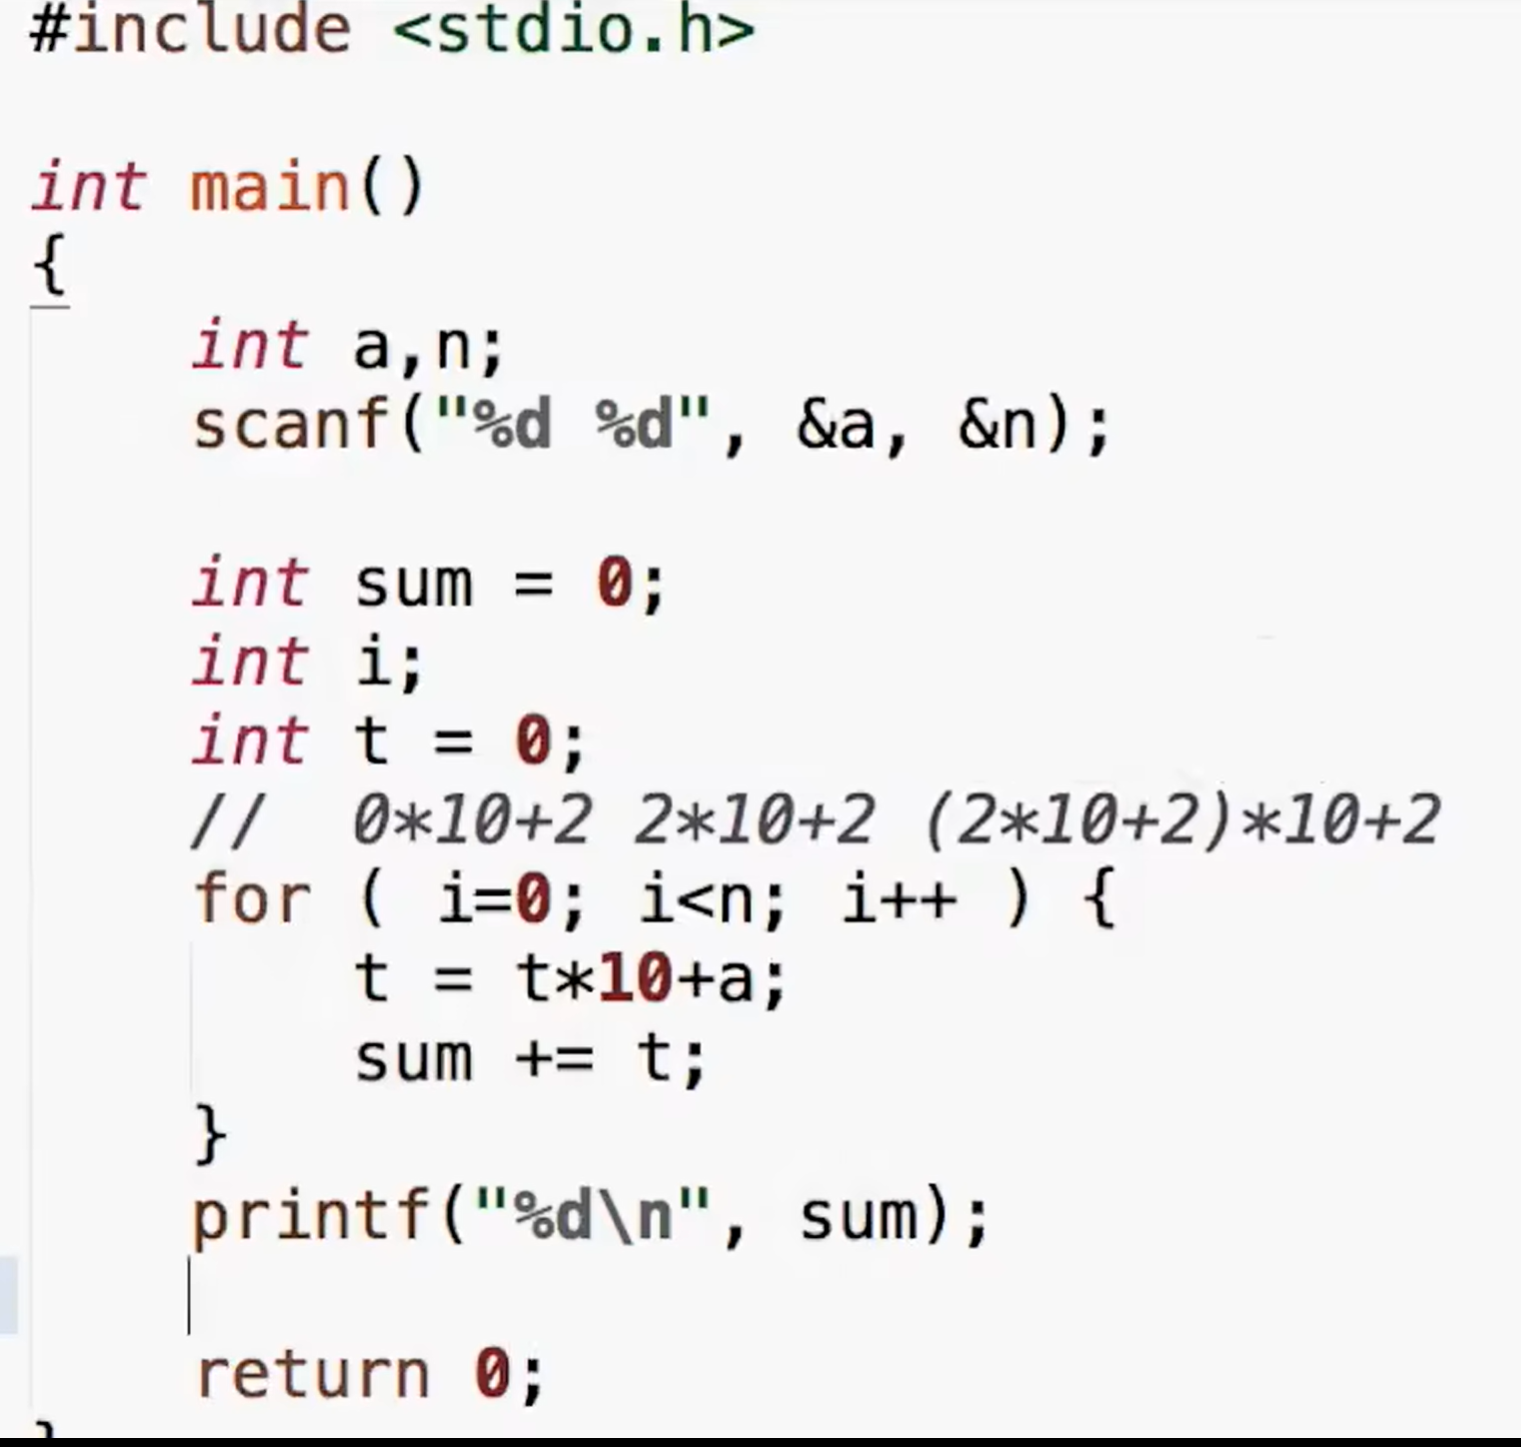 #include <stdio.h>
int main()
{
int a,n;
scanf("%d %d", &a, &n);
int sum = 0;
int i;
int t = 0;
// 0*10+2 2*10+2 (2*10+2)*10+2
for ( i=0; i<n; i++ ) {
t = t*10+a;
sum += t;
}
printf("%d\n", sum);
return 0;
}